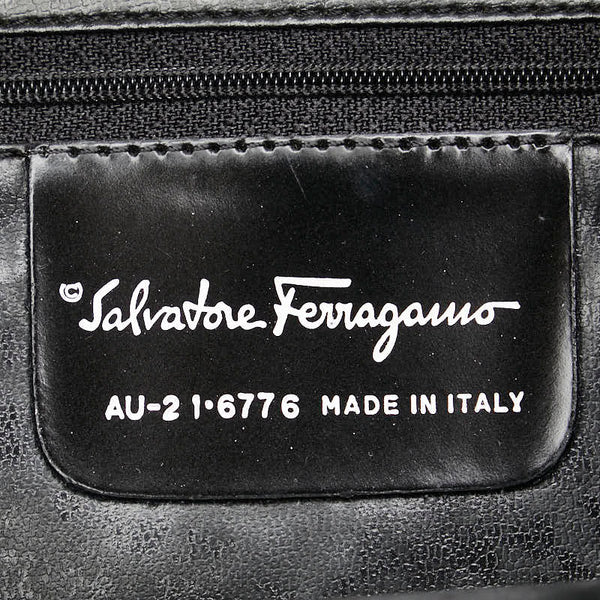 © Salvatore Ferragamo
AU-21·6776 MADE IN ITALY